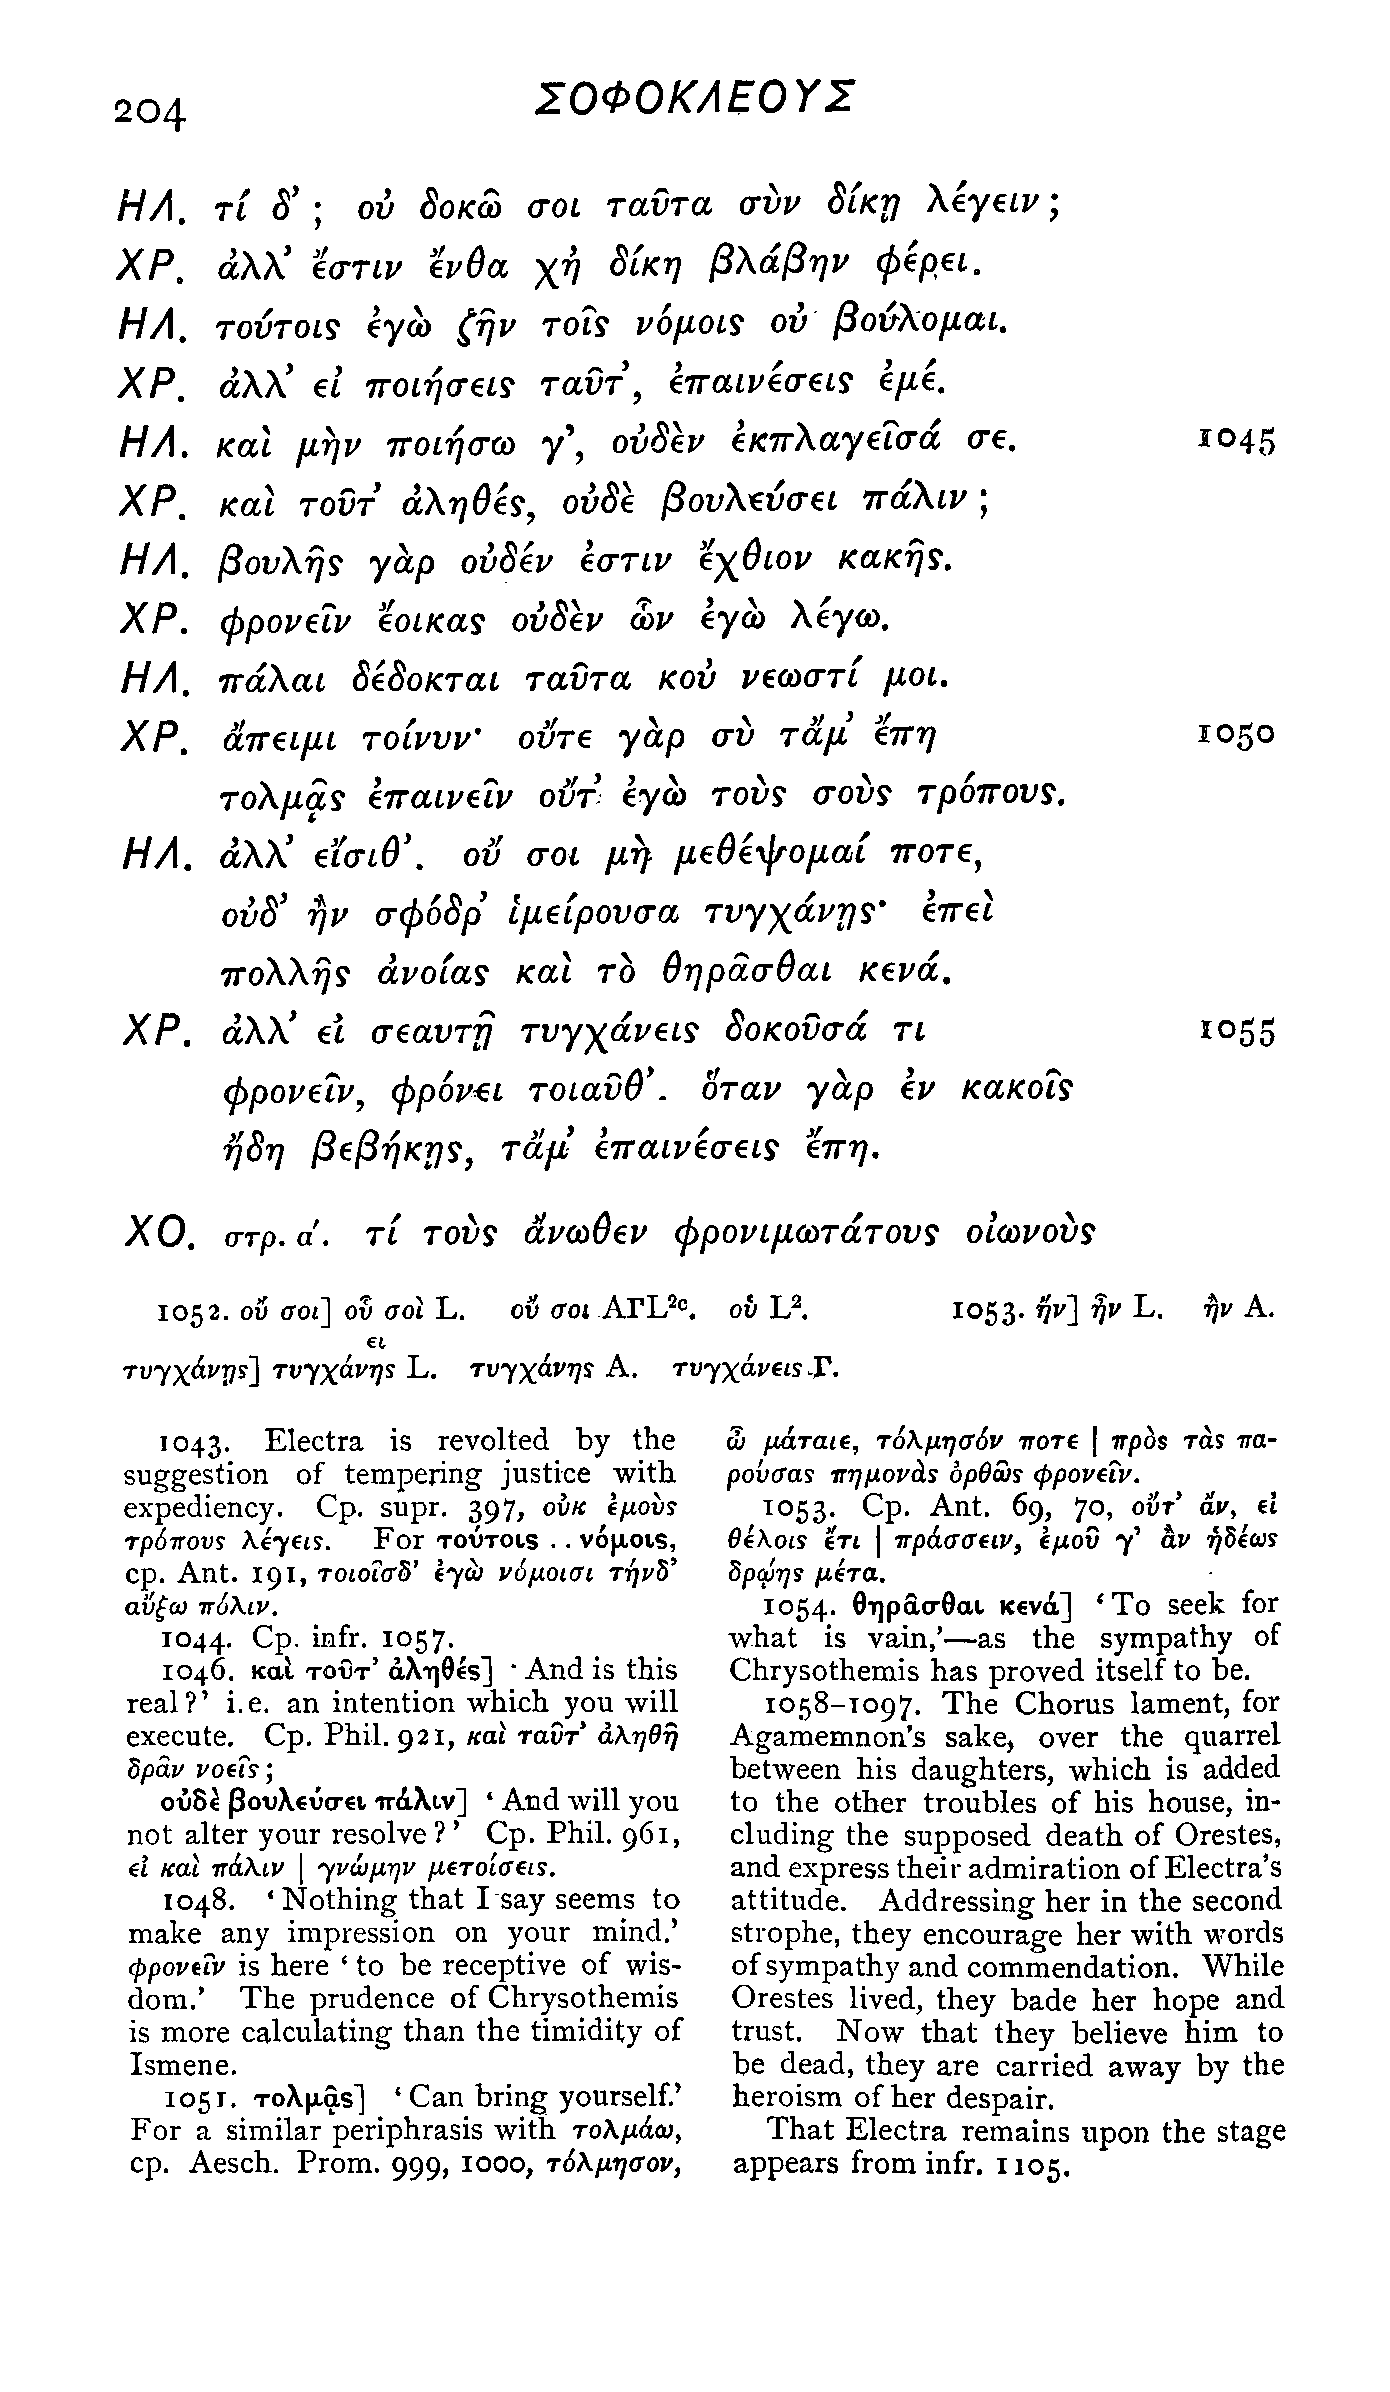 204 ΣΟΦΟΚΛΕΟΥΣ
ΗΛ. τί δ’ ; οὐ δοκῶ σοι ταῦτα σὺν δίκῃ λέγειν ;
ΧΡ. ἀλλ’ ἔστιν ἔνθα χἠ δίκη βλάβην φέρει.
ΗΛ. τούτοις ἐγὼ ζῆν τοῖς νόμοις οὐ βούλομαι.
ΧΡ. ἀλλ’ εἰ ποιήσεις ταῦτ’, ἐπαινέσεις ἐμέ.
ΗΛ. καὶ μὴν ποιήσω γ’, οὐδὲν ἐκπλαγεῖσά σε. 1045
ΧΡ. καὶ τοῦτ’ ἀληθές, οὐδὲ βουλεύσει πάλιν ;
ΗΛ. βουλῆς γὰρ οὐδέν ἐστιν ἔχθιον κακῆς.
ΧΡ. φρονεῖν ἔοικας οὐδὲν ὧν ἐγὼ λέγω.
ΗΛ. πάλαι δέδοκται ταῦτα κοὐ νεωστί μοι.
ΧΡ. ἄπειμι τοίνυν· οὔτε γὰρ σὺ τἄμ’ ἔπη 1050
τολμᾷς ἐπαινεῖν οὔτ’ ἐγὼ τοὺς σοὺς τρόπους.
ΗΛ. ἀλλ’ εἴσιθ’. οὔ σοι μὴ μεθέψομαί ποτε,
οὐδ’ ἢν σφόδρ’ ἱμείρουσα τυγχάνῃς· ἐπεὶ
πολλῆς ἀνοίας καὶ τὸ θηρᾶσθαι κενά.
ΧΡ. ἀλλ’ εἰ σεαυτῇ τυγχάνεις δοκοῦσά τι 1055
φρονεῖν, φρόνει τοιαῦθ’. ὅταν γὰρ ἐν κακοῖς
ἤδη βεβήκῃς, τἄμ’ ἐπαινέσεις ἔπη.
ΧΟ. στρ. α΄. τί τοὺς ἄνωθεν φρονιμωτάτους οἰωνοὺς
1052. οὔ σοι] οὖ σοὶ L. οὔ σοι ΑΓL²ᶜ. οὐ L². 1053. ἤν] ἦν L. ἢν A.
ει
τυγχάνῃς] τυγχάνης L. τυγχάνης A. τυγχάνεις Γ.
1043. Electra is revolted by the
suggestion of tempering justice with
expediency. Cp. supr. 397, οὐκ ἐμοὺς
τρόπους λέγεις. For τούτοις . . νόμοις,
cp. Ant. 191, τοιοῖσδ’ ἐγὼ νόμοισι τήνδ’
αὔξω πόλιν.
1044. Cp. infr. 1057.
1046. καὶ τοῦτ’ ἀληθές] ‘And is this
real?’ i.e. an intention which you will
execute. Cp. Phil. 921, καὶ ταῦτ’ ἀληθῆ
δρᾶν νοεῖς ;
οὐδὲ βουλεύσει πάλιν] ‘And will you
not alter your resolve?’ Cp. Phil. 961,
εἰ καὶ πάλιν | γνώμην μετοίσεις.
1048. ‘Nothing that I say seems to
make any impression on your mind.’
φρονεῖν is here ‘to be receptive of wis-
dom.’ The prudence of Chrysothemis
is more calculating than the timidity of
Ismene.
1051. τολμᾷς] ‘Can bring yourself.’
For a similar periphrasis with τολμάω,
cp. Aesch. Prom. 999, 1000, τόλμησον,
ὦ μάταιε, τόλμησόν ποτε | πρὸς τὰς πα-
ρούσας πημονὰς ὀρθῶς φρονεῖν.
1053. Cp. Ant. 69, 70, οὔτ’ ἄν, εἰ
θέλοις ἔτι | πράσσειν, ἐμοῦ γ’ ἂν ἡδέως
δρῴης μέτα.
1054. θηρᾶσθαι κενά] ‘To seek for
what is vain,’—as the sympathy of
Chrysothemis has proved itself to be.
1058–1097. The Chorus lament, for
Agamemnon’s sake, over the quarrel
between his daughters, which is added
to the other troubles of his house, in-
cluding the supposed death of Orestes,
and express their admiration of Electra’s
attitude. Addressing her in the second
strophe, they encourage her with words
of sympathy and commendation. While
Orestes lived, they bade her hope and
trust. Now that they believe him to
be dead, they are carried away by the
heroism of her despair.
That Electra remains upon the stage
appears from infr. 1105.